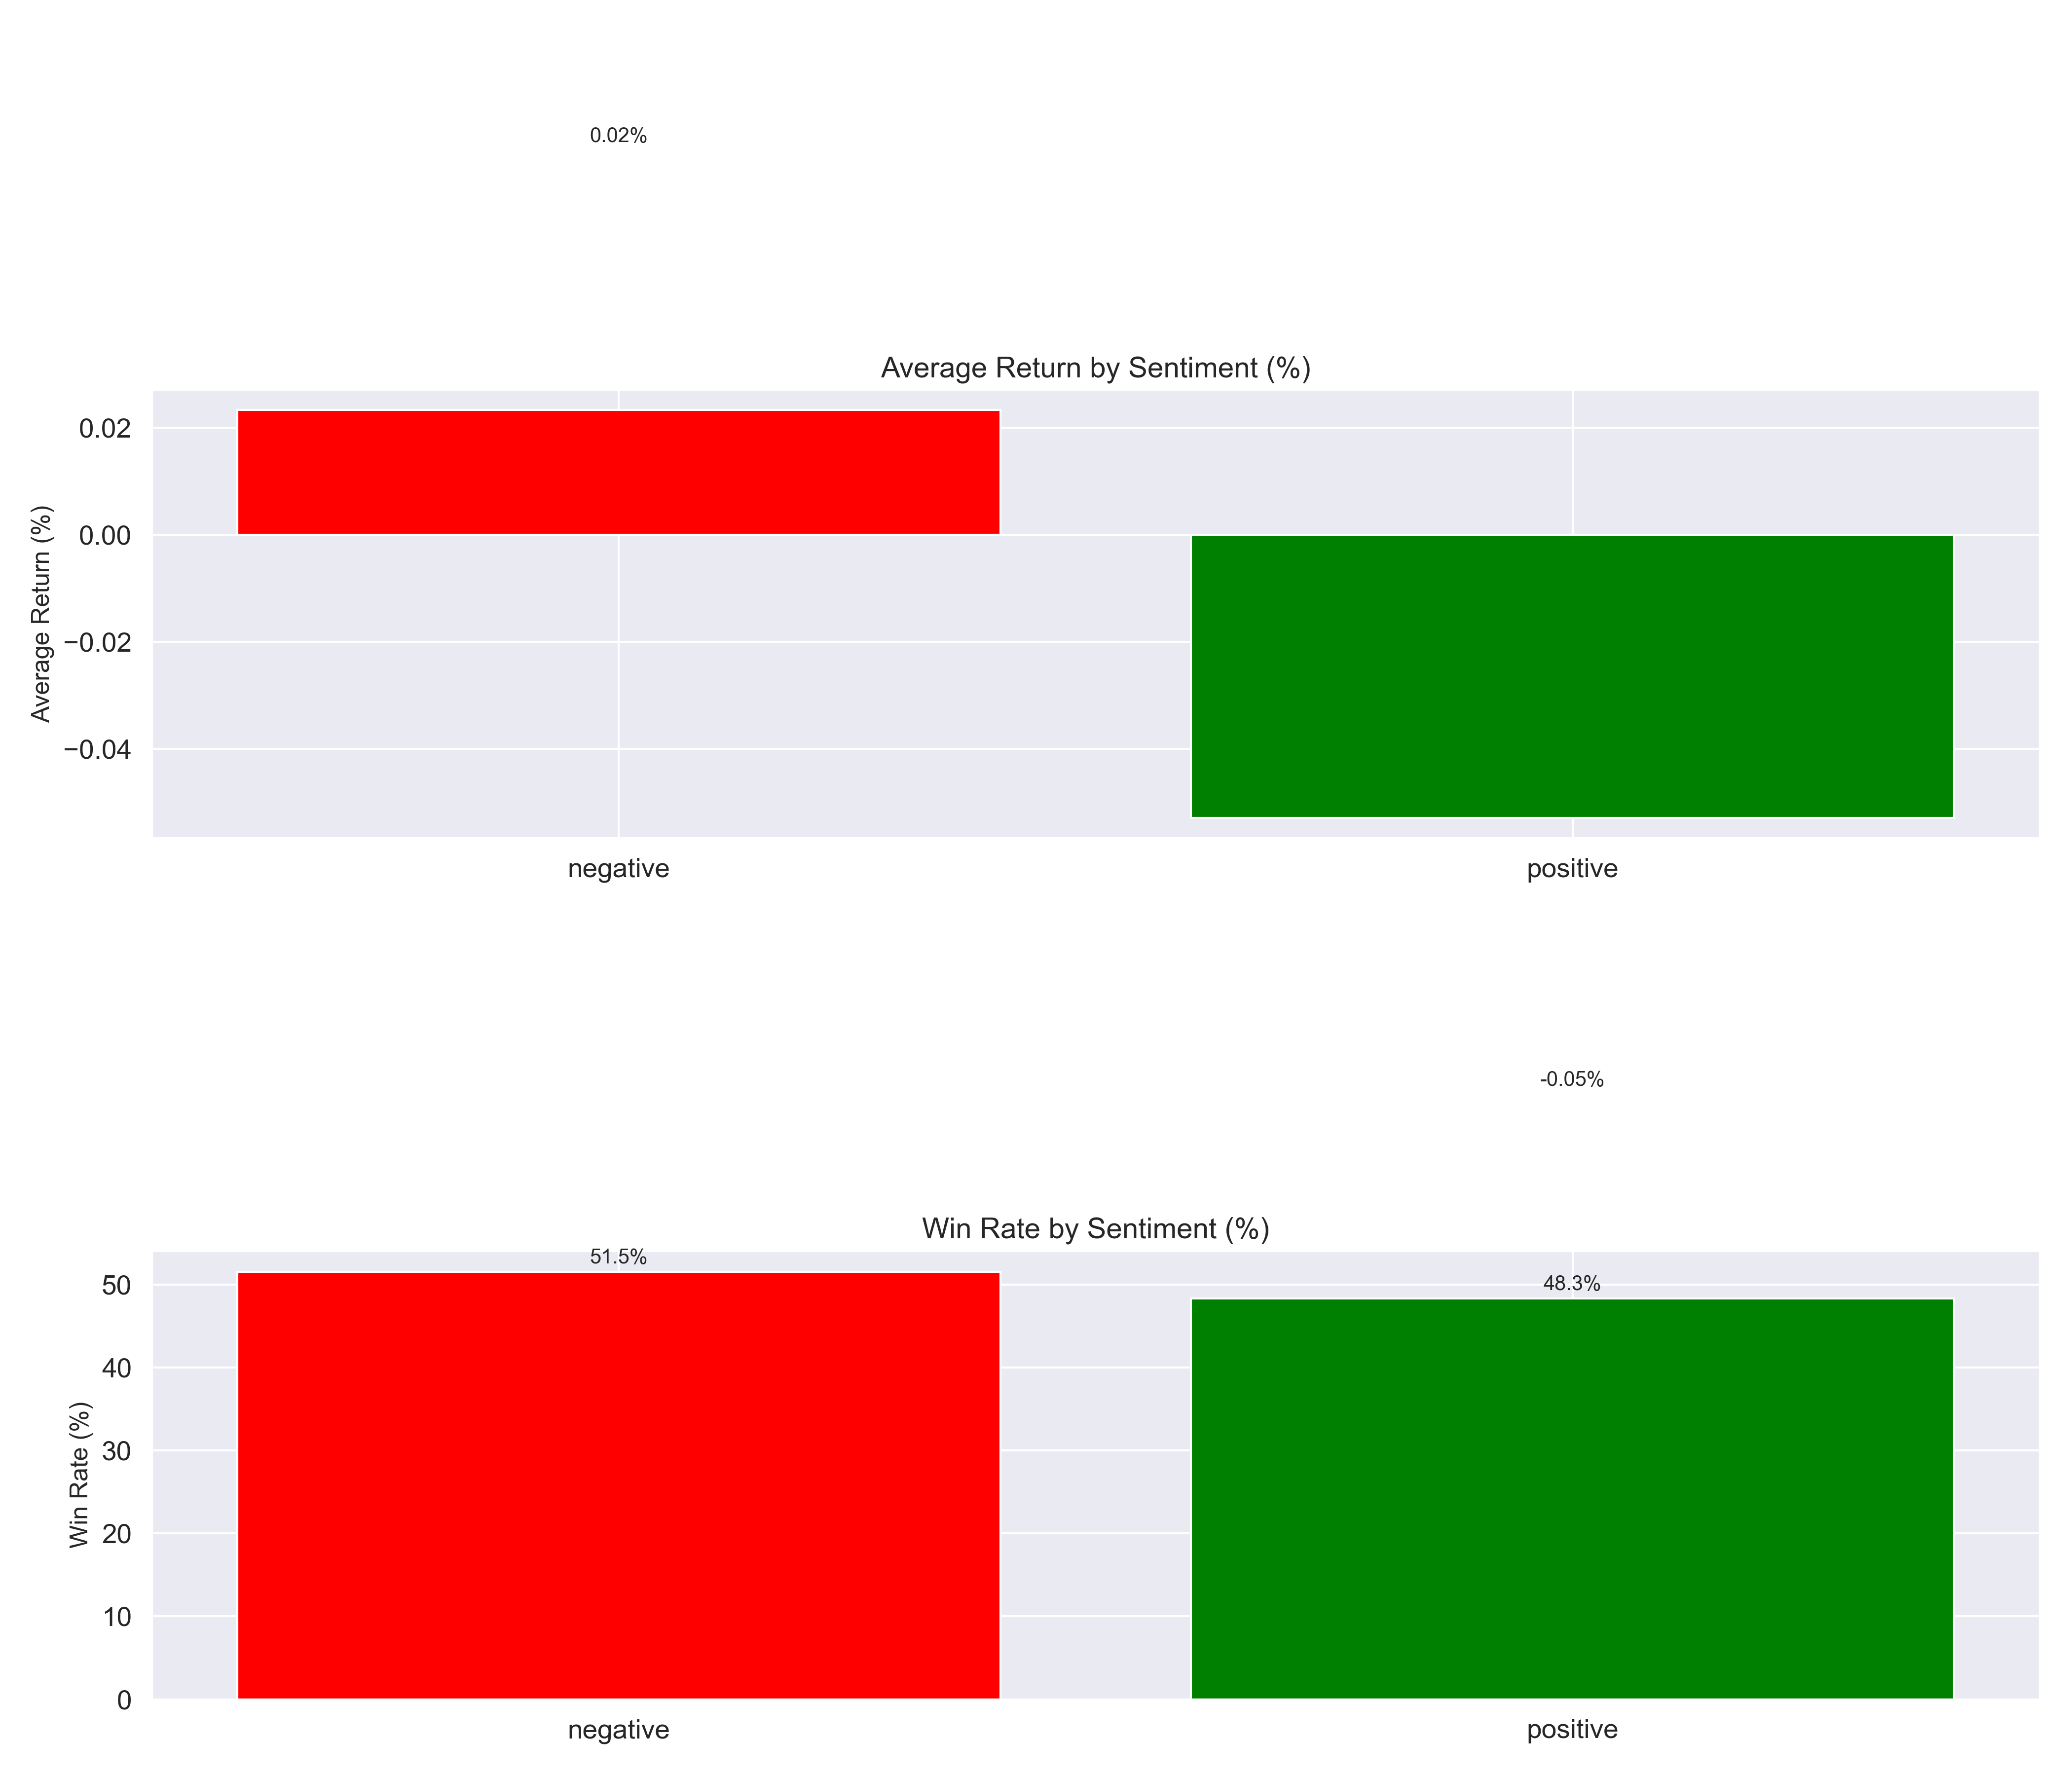 0.02%
Average Return by Sentiment (%)
Average Return (%)
0.02
0.00
−0.02
−0.04
negative positive
-0.05%
Win Rate by Sentiment (%)
Win Rate (%)
51.5%
48.3%
50
40
30
20
10
0
negative positive